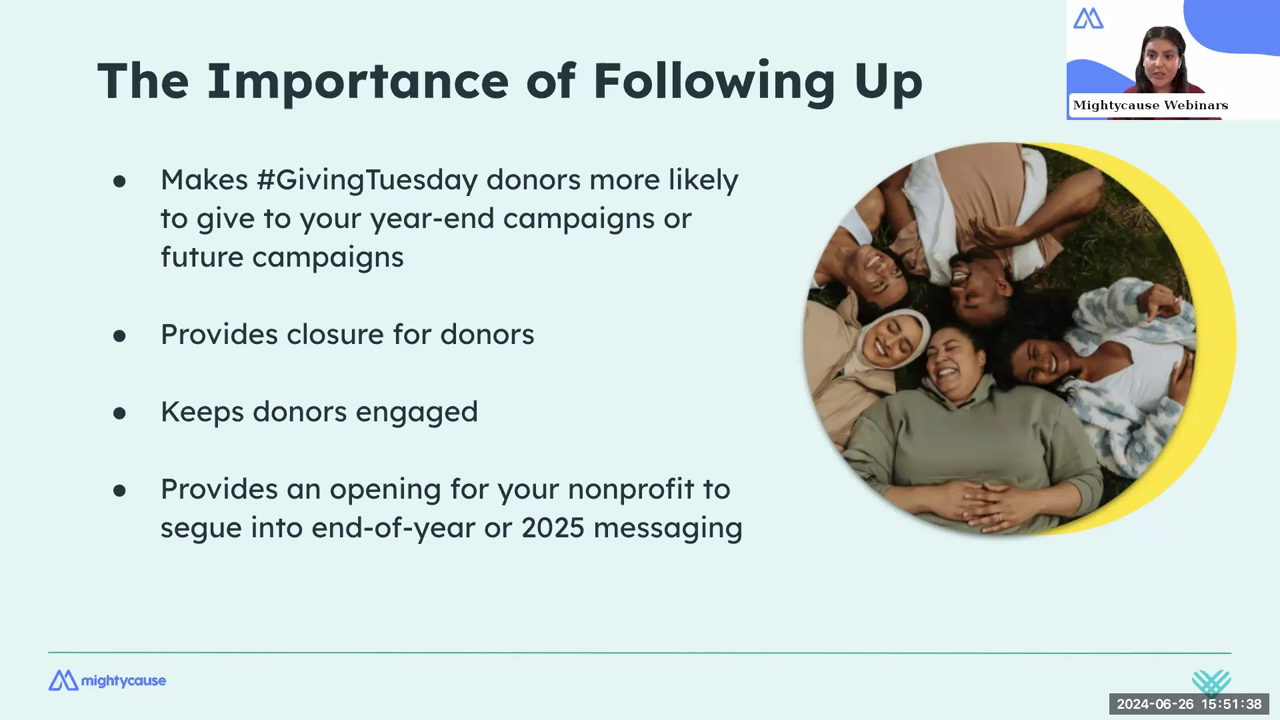 The Importance of Following Up
Mightycause Webinars
● Makes #GivingTuesday donors more likely
to give to your year-end campaigns or
future campaigns
● Provides closure for donors
● Keeps donors engaged
● Provides an opening for your nonprofit to
segue into end-of-year or 2025 messaging
mightycause
2024-06-26 15:51:38